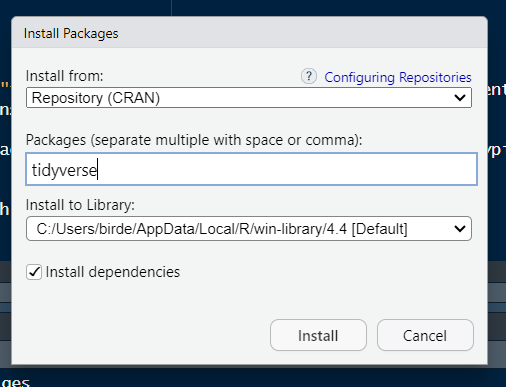 Install Packages
Install from:
? Configuring Repositories
Repository (CRAN)
Packages (separate multiple with space or comma):
tidyverse
Install to Library:
C:/Users/birde/AppData/Local/R/win-library/4.4 [Default]
Install dependencies
Install
Cancel